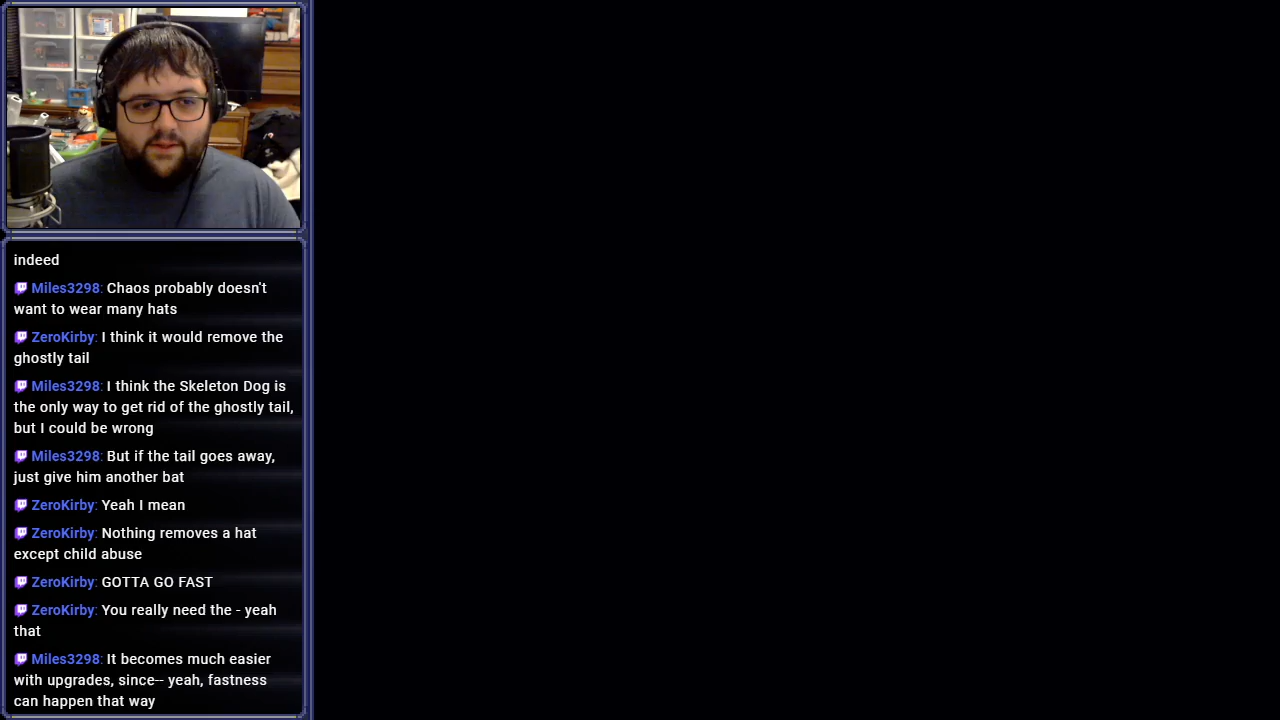 indeed
Miles3298: Chaos probably doesn't
want to wear many hats
ZeroKirby: I think it would remove the
ghostly tail
Miles3298: I think the Skeleton Dog is
the only way to get rid of the ghostly tail,
but I could be wrong
Miles3298: But if the tail goes away,
just give him another bat
ZeroKirby: Yeah I mean
ZeroKirby: Nothing removes a hat
except child abuse
ZeroKirby: GOTTA GO FAST
ZeroKirby: You really need the - yeah
that
Miles3298: It becomes much easier
with upgrades, since-- yeah, fastness
can happen that way